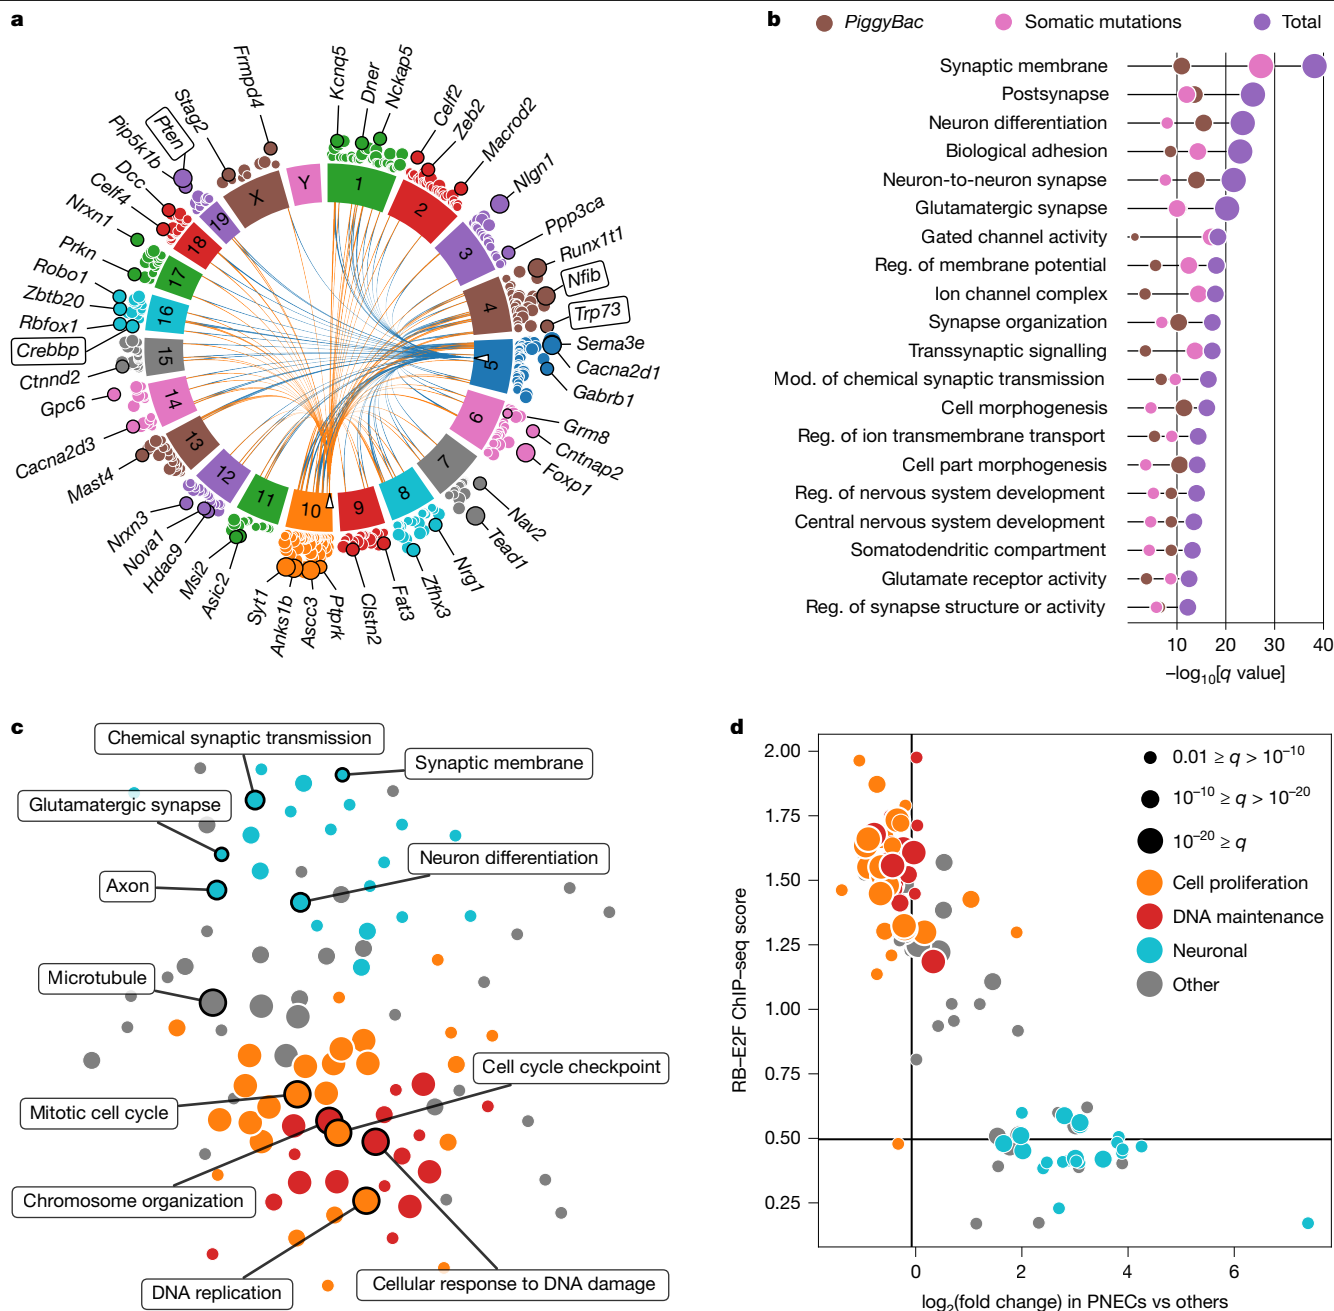 a
Kcnq5
Dner
Nckap5
Celf2
Zeb2
Macrod2
Nlgn1
Ppp3ca
Runx1t1
Nfib
Trp73
Sema3e
Cacna2d1
Gabrb1
Grm8
Cntnap2
Foxp1
Nav2
Tead1
Nrg1
Zfhx3
Fat3
Clstn2
Ptprk
Ascc3
Anks1b
Syt1
Asic2
Msi2
Hdac9
Nova1
Nrxn3
Mast4
Cacna2d3
Gpc6
Ctnnd2
Crebbp
Rbfox1
Zbtb20
Robo1
Prkn
Nrxn1
Celf4
Dcc
Pip5k1b
Pten
Stag2
Frmpd4
1
2
3
4
5
6
7
8
9
10
11
12
13
14
15
16
17
18
19
X
Y
b
PiggyBac
Somatic mutations
Total
Synaptic membrane
Postsynapse
Neuron differentiation
Biological adhesion
Neuron-to-neuron synapse
Glutamatergic synapse
Gated channel activity
Reg. of membrane potential
Ion channel complex
Synapse organization
Transsynaptic signalling
Mod. of chemical synaptic transmission
Cell morphogenesis
Reg. of ion transmembrane transport
Cell part morphogenesis
Reg. of nervous system development
Central nervous system development
Somatodendritic compartment
Glutamate receptor activity
Reg. of synapse structure or activity
10 20 30 40
–log10[q value]
c
Chemical synaptic transmission
Synaptic membrane
Glutamatergic synapse
Neuron differentiation
Axon
Microtubule
Cell cycle checkpoint
Mitotic cell cycle
Chromosome organization
DNA replication
Cellular response to DNA damage
d
2.00
1.75
1.50
1.25
1.00
0.75
0.50
0.25
RB–E2F ChIP–seq score
0.01 ≥ q > 10–10
10–10 ≥ q > 10–20
10–20 ≥ q
Cell proliferation
DNA maintenance
Neuronal
Other
0 2 4 6
log2(fold change) in PNECs vs others